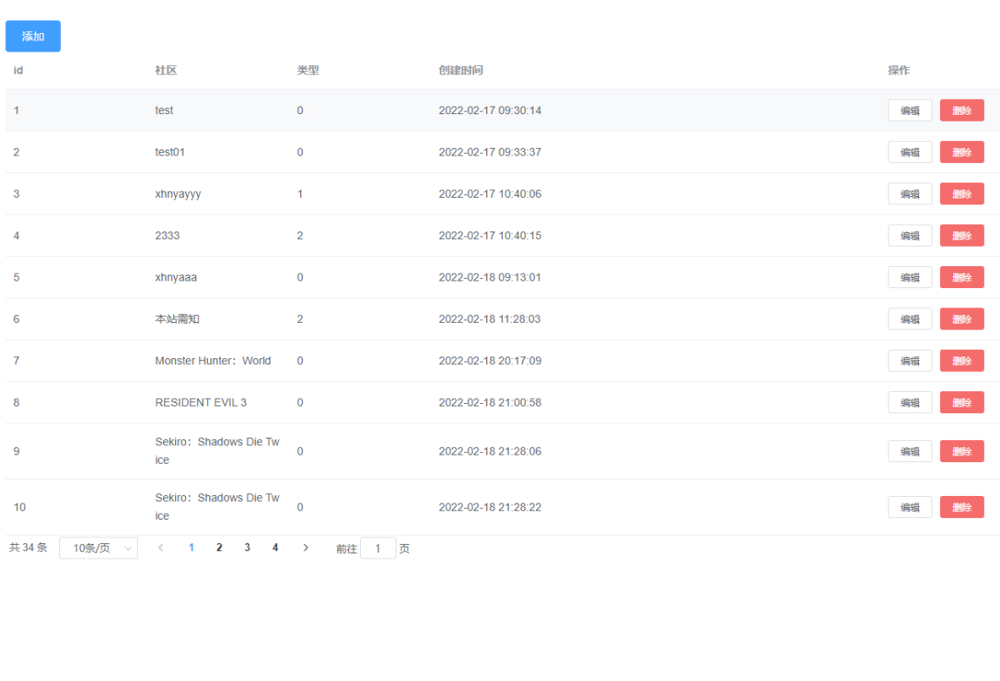 添加
id 社区 类型 创建时间 操作
1 test 0 2022-02-17 09:30:14 编辑 删除
2 test01 0 2022-02-17 09:33:37 编辑 删除
3 xhnyayyy 1 2022-02-17 10:40:06 编辑 删除
4 2333 2 2022-02-17 10:40:15 编辑 删除
5 xhnyaaa 0 2022-02-18 09:13:01 编辑 删除
6 本站需知 2 2022-02-18 11:28:03 编辑 删除
7 Monster Hunter：World 0 2022-02-18 20:17:09 编辑 删除
8 RESIDENT EVIL 3 0 2022-02-18 21:00:58 编辑 删除
Sekiro：Shadows Die Tw
9 0 2022-02-18 21:28:06 编辑 删除
ice
Sekiro：Shadows Die Tw
10 0 2022-02-18 21:28:22 编辑 删除
ice
共 34 条 10条/页 1 2 3 4 前往 1 页